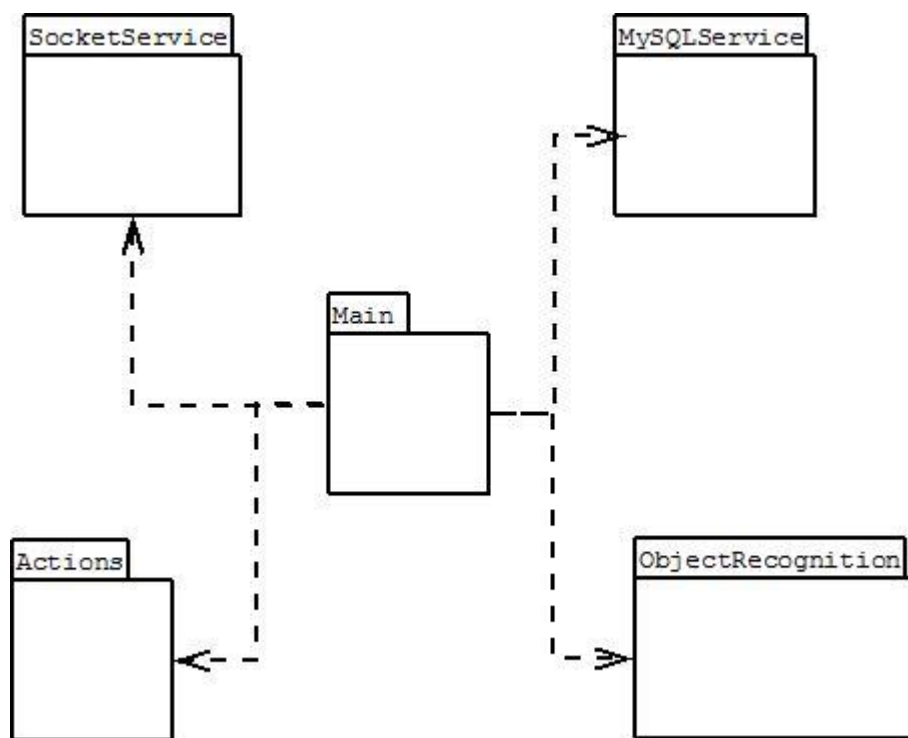 SocketService
MySQLService
Main
Actions
ObjectRecognition